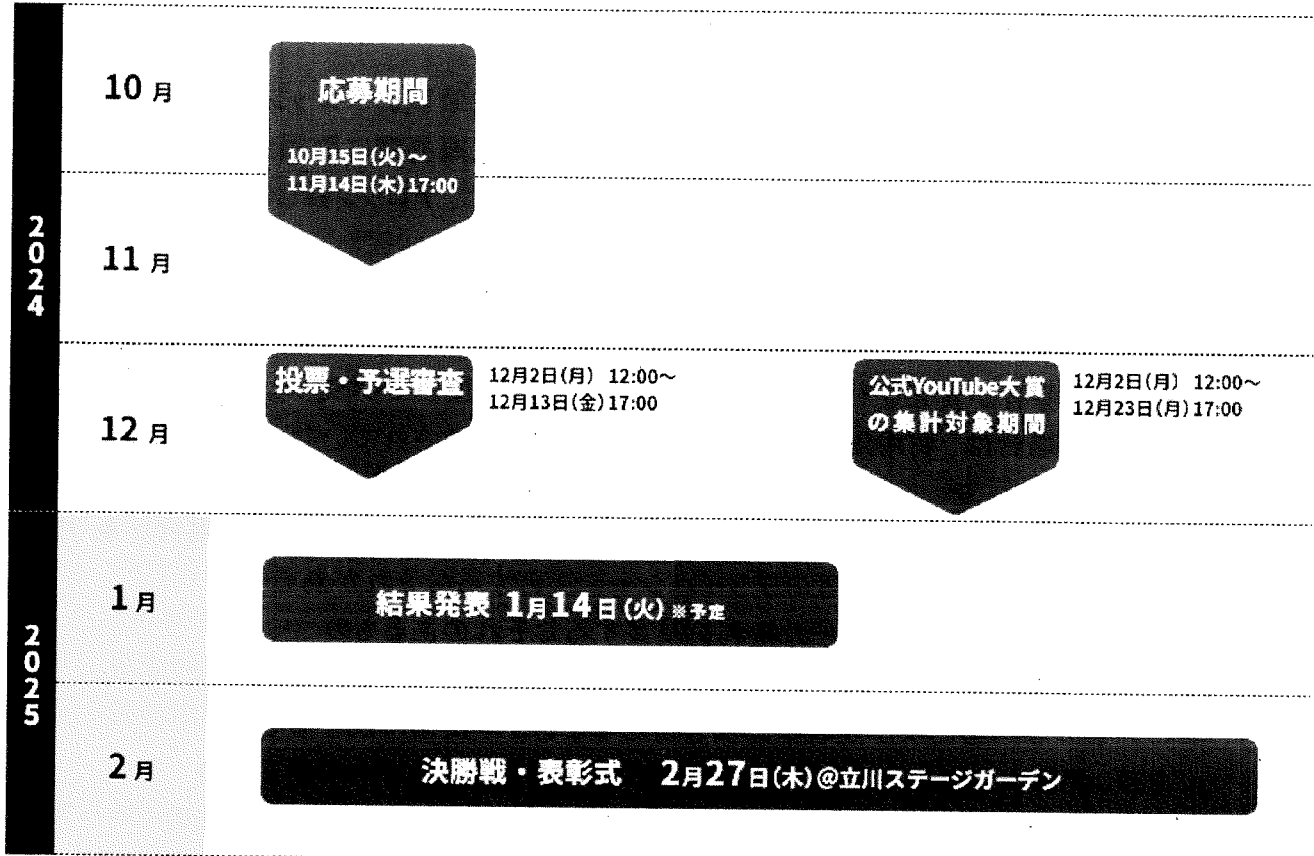 2024
10月
応募期間
10月15日(火)~
11月14日(木)17:00
11月
12月
投票・予選審査
12月2日(月) 12:00~
12月13日(金)17:00
公式YouTube大賞
の集計対象期間
12月2日(月) 12:00~
12月23日(月)17:00
2025
1月
結果発表 1月14日(火)※予定
2月
決勝戦・表彰式 2月27日(木)@立川ステージガーデン